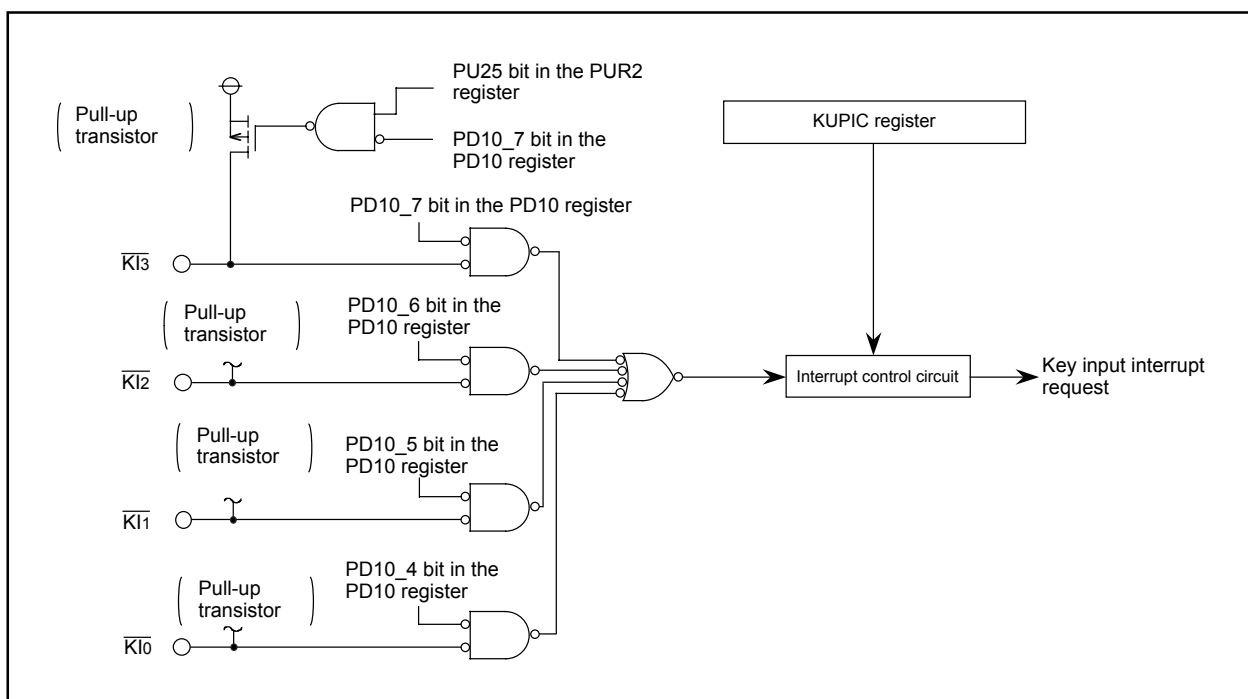 PU25 bit in the PUR2
register
Pull-up
transistor
PD10_7 bit in the
PD10 register
KUPIC register
PD10_7 bit in the PD10 register
KI3
Pull-up
transistor
PD10_6 bit in the
PD10 register
KI2
Interrupt control circuit
Key input interrupt
request
Pull-up
transistor
PD10_5 bit in the
PD10 register
KI1
Pull-up
transistor
PD10_4 bit in the
PD10 register
KI0